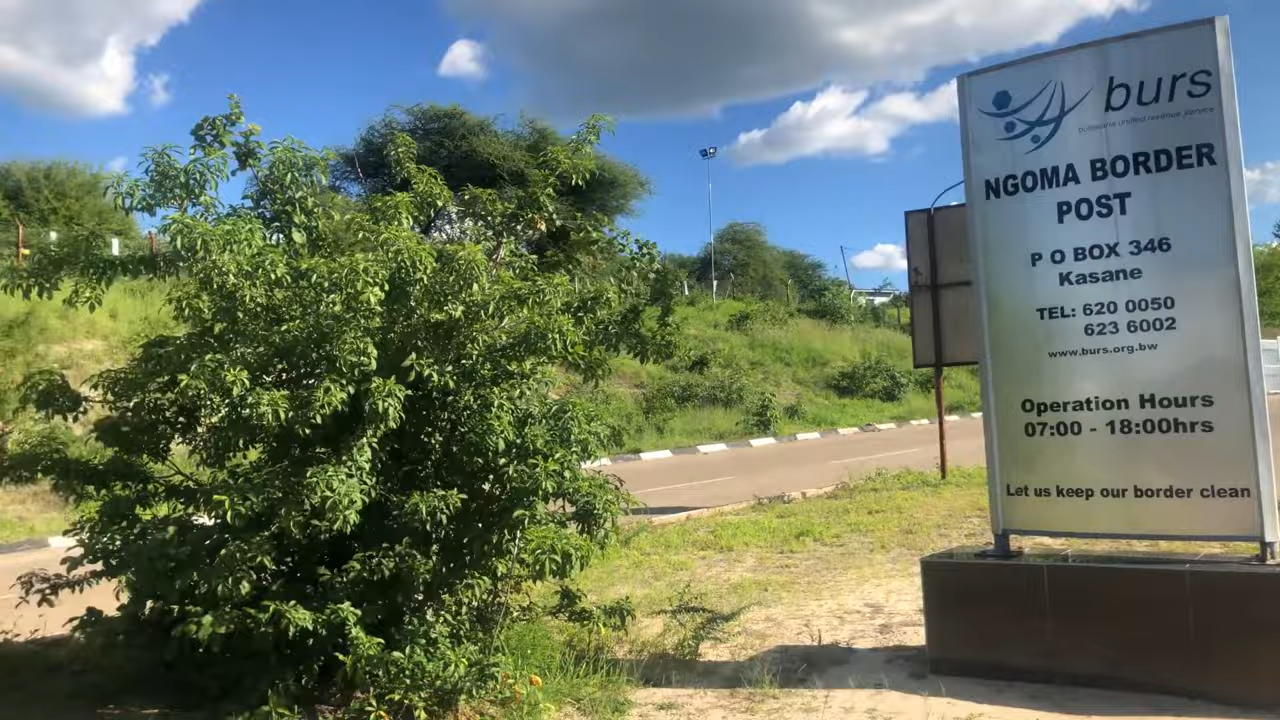 burs
botswana unified revenue service
NGOMA BORDER
POST
P O BOX 346
Kasane
TEL: 620 0050
623 6002
www.burs.org.bw
Operation Hours
07:00 - 18:00hrs
Let us keep our border clean